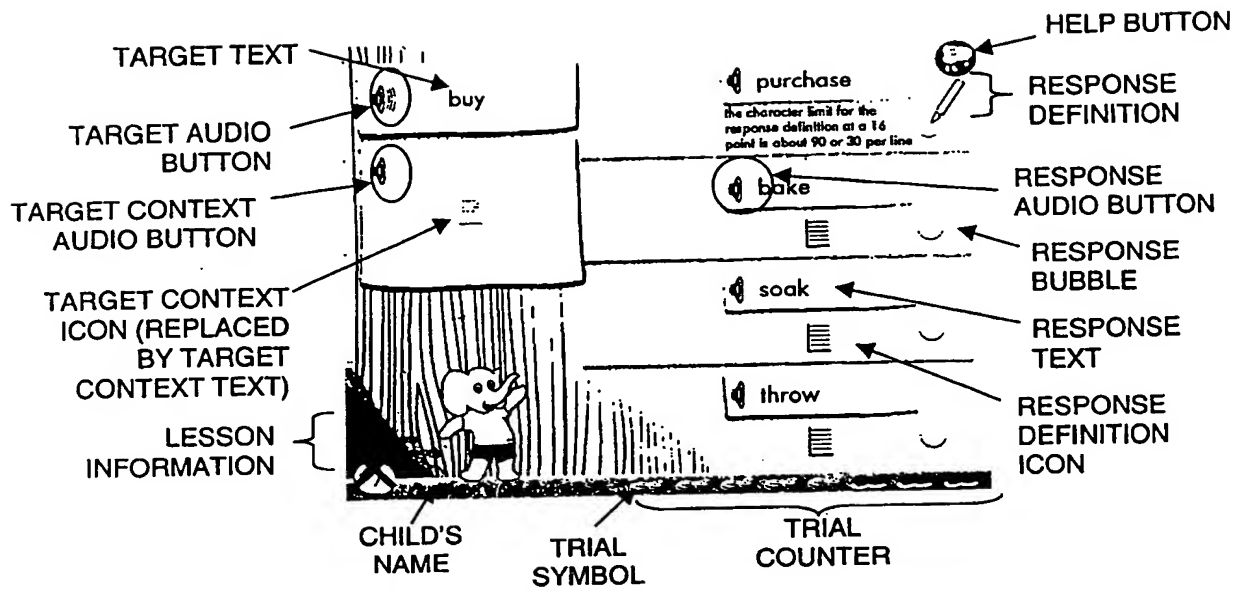 TARGET TEXT
TARGET AUDIO
BUTTON
TARGET CONTEXT
AUDIO BUTTON
TARGET CONTEXT
ICON (REPLACED
BY TARGET
CONTEXT TEXT)
LESSON
INFORMATION
CHILD'S
NAME
TRIAL
SYMBOL
TRIAL
COUNTER
buy
purchase
the character limit for the
response definition at a 16
point is about 90 or 30 per line
bake
soak
throw
HELP BUTTON
RESPONSE
DEFINITION
RESPONSE
AUDIO BUTTON
RESPONSE
BUBBLE
RESPONSE
TEXT
RESPONSE
DEFINITION
ICON